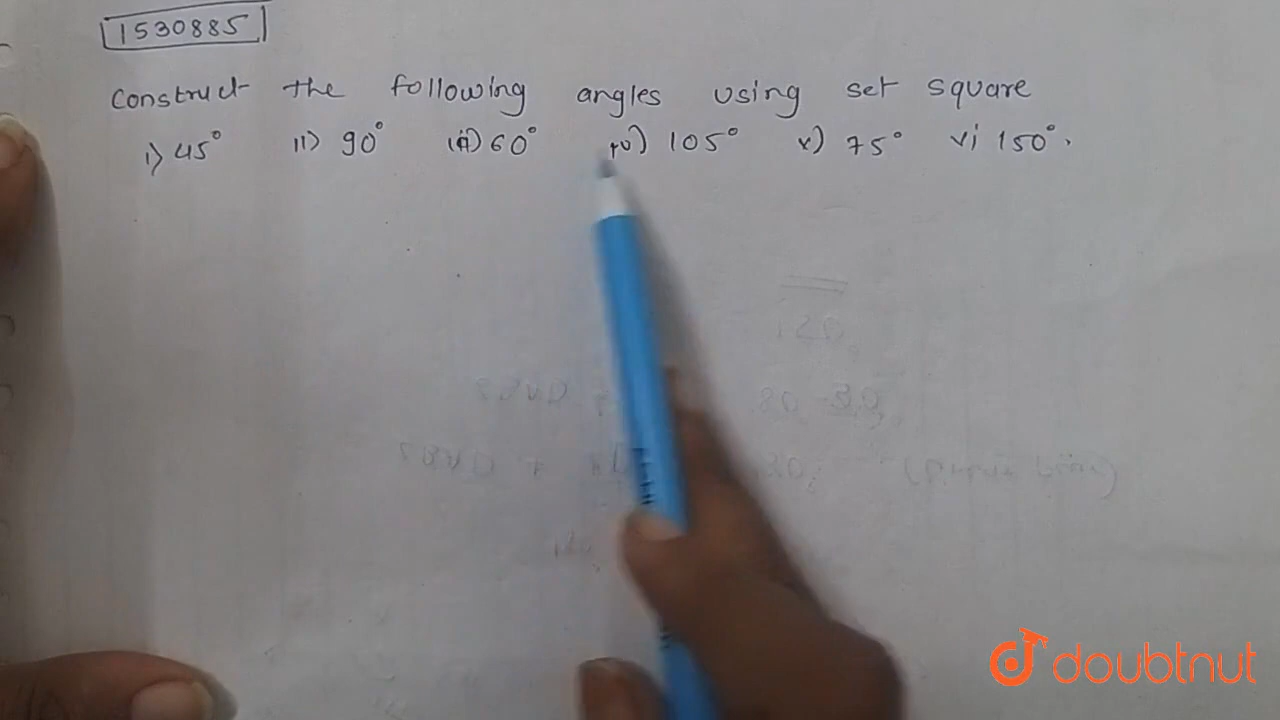 1530885
construct the following angles using set square
i) 45° ii) 90° iii) 60° iv) 105° v) 75° vi 150°.
doubtnut